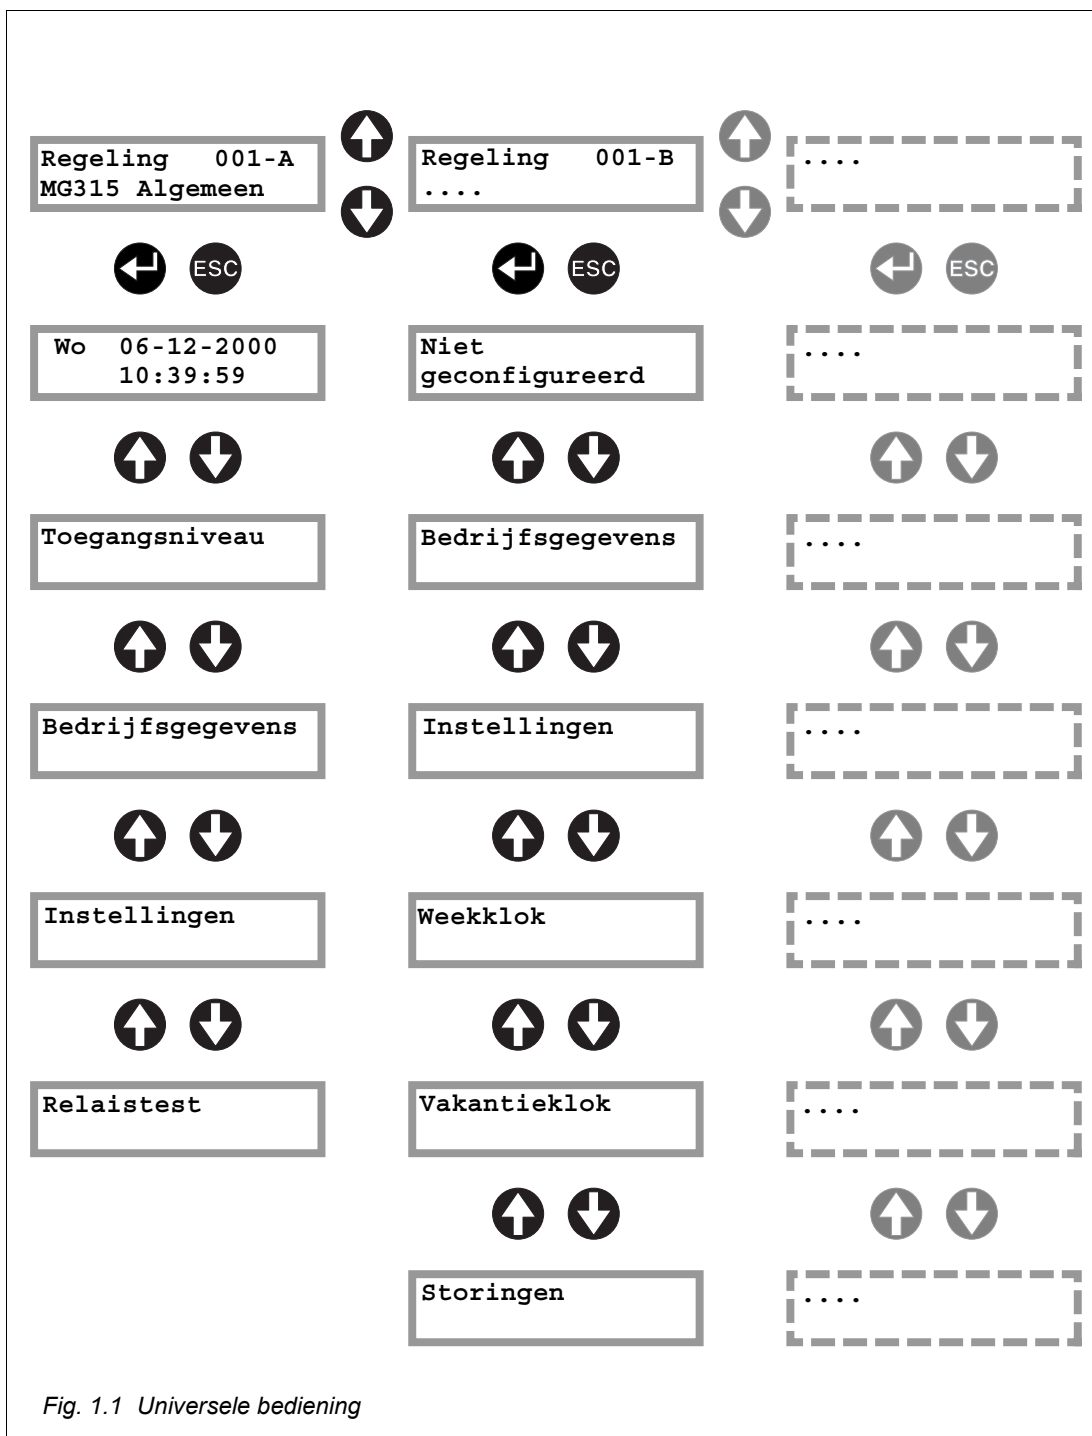 Regeling 001-A
MG315 Algemeen
Regeling 001-B
....
....
ESC
ESC
ESC
Wo 06-12-2000
10:39:59
Niet
geconfigureerd
....
Toegangsniveau
Bedrijfsgegevens
....
Bedrijfsgegevens
Instellingen
....
Instellingen
Weekklok
....
Relaistest
Vakantieklok
....
Storingen
....
Fig. 1.1 Universele bediening